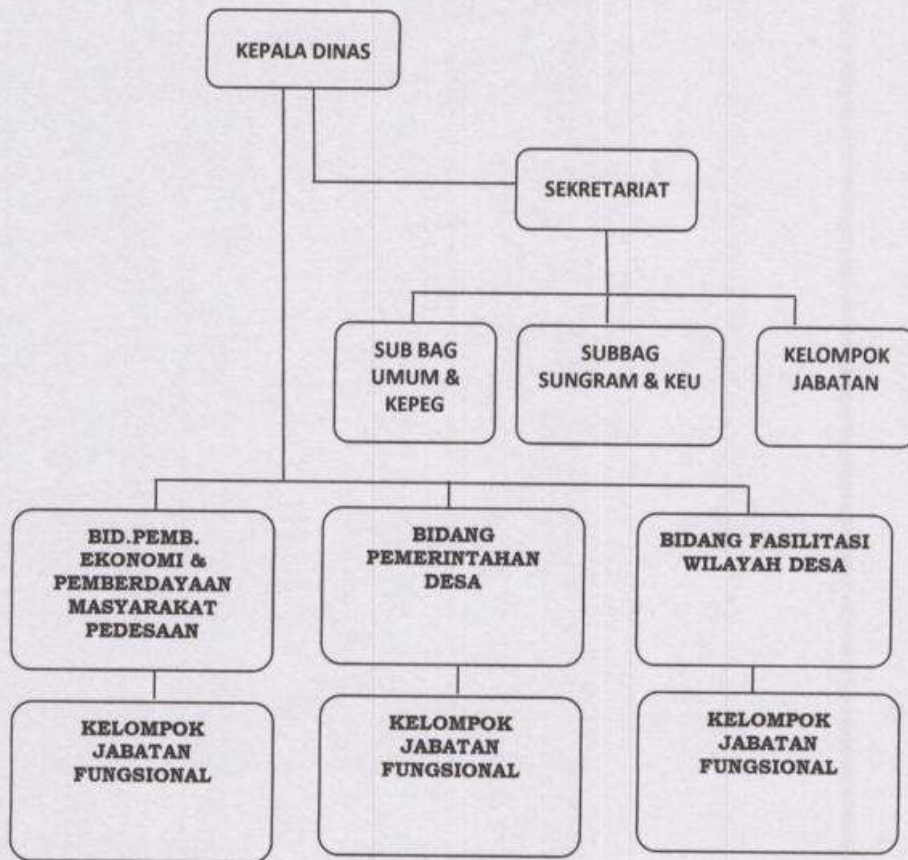 KEPALA DINAS
SEKRETARIAT
SUB BAG
UMUM &
KEPEG
SUBBAG
SUNGRAM & KEU
KELOMPOK
JABATAN
BID.PEMB.
EKONOMI &
PEMBERDAYAAN
MASYARAKAT
PEDESAAN
BIDANG
PEMERINTAHAN
DESA
BIDANG FASILITASI
WILAYAH DESA
KELOMPOK
JABATAN
FUNGSIONAL
KELOMPOK
JABATAN
FUNGSIONAL
KELOMPOK
JABATAN
FUNGSIONAL